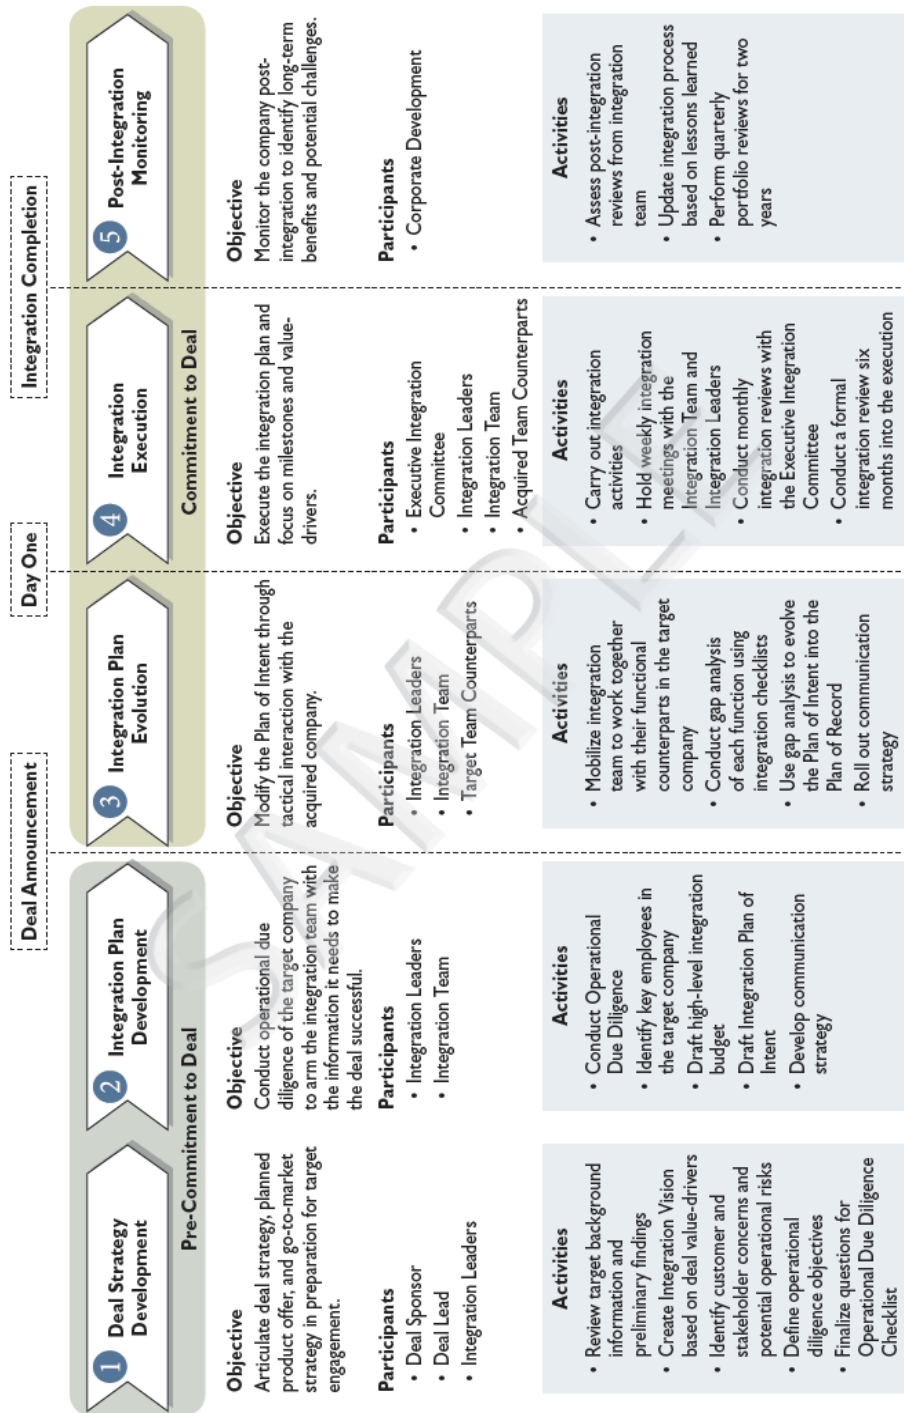 Deal Announcement
Day One
Integration Completion
1
Deal Strategy
Development
2
Integration Plan
Development
3
Integration Plan
Evolution
4
Integration
Execution
5
Post-Integration
Monitoring
Pre-Commitment to Deal
Commitment to Deal
Objective
Articulate deal strategy, planned
product offer, and go-to-market
strategy in preparation for target
engagement.
Participants
• Deal Sponsor
• Deal Lead
• Integration Leaders
Activities
• Review target background
information and
preliminary findings
• Create Integration Vision
based on deal value-drivers
• Identify customer and
stakeholder concerns and
potential operational risks
• Define operational
diligence objectives
• Finalize questions for
Operational Due Diligence
Checklist
Objective
Conduct operational due
diligence of the target company
to arm the integration team with
the information it needs to make
the deal successful.
Participants
• Integration Leaders
• Integration Team
Activities
• Conduct Operational
Due Diligence
• Identify key employees in
the target company
• Draft high-level integration
budget
• Draft Integration Plan of
Intent
• Develop communication
strategy
Objective
Modify the Plan of Intent through
tactical interaction with the
acquired company.
Participants
• Integration Leaders
• Integration Team
• Target Team Counterparts
Activities
• Mobilize integration
team to work together
with their functional
counterparts in the target
company
• Conduct gap analysis
of each function using
integration checklists
• Use gap analysis to evolve
the Plan of Intent into the
Plan of Record
• Roll out communication
strategy
Objective
Execute the integration plan and
focus on milestones and value-
drivers.
Participants
• Executive Integration
Committee
• Integration Leaders
• Integration Team
• Acquired Team Counterparts
Activities
• Carry out integration
activities
• Hold weekly integration
meetings with the
Integration Team and
Integration Leaders
• Conduct monthly
integration reviews with
the Executive Integration
Committee
• Conduct a formal
integration review six
months into the execution
Objective
Monitor the company post-
integration to identify long-term
benefits and potential challenges.
Participants
• Corporate Development
Activities
• Assess post-integration
reviews from integration
team
• Update integration process
based on lessons learned
• Perform quarterly
portfolio reviews for two
years
SAMPLE